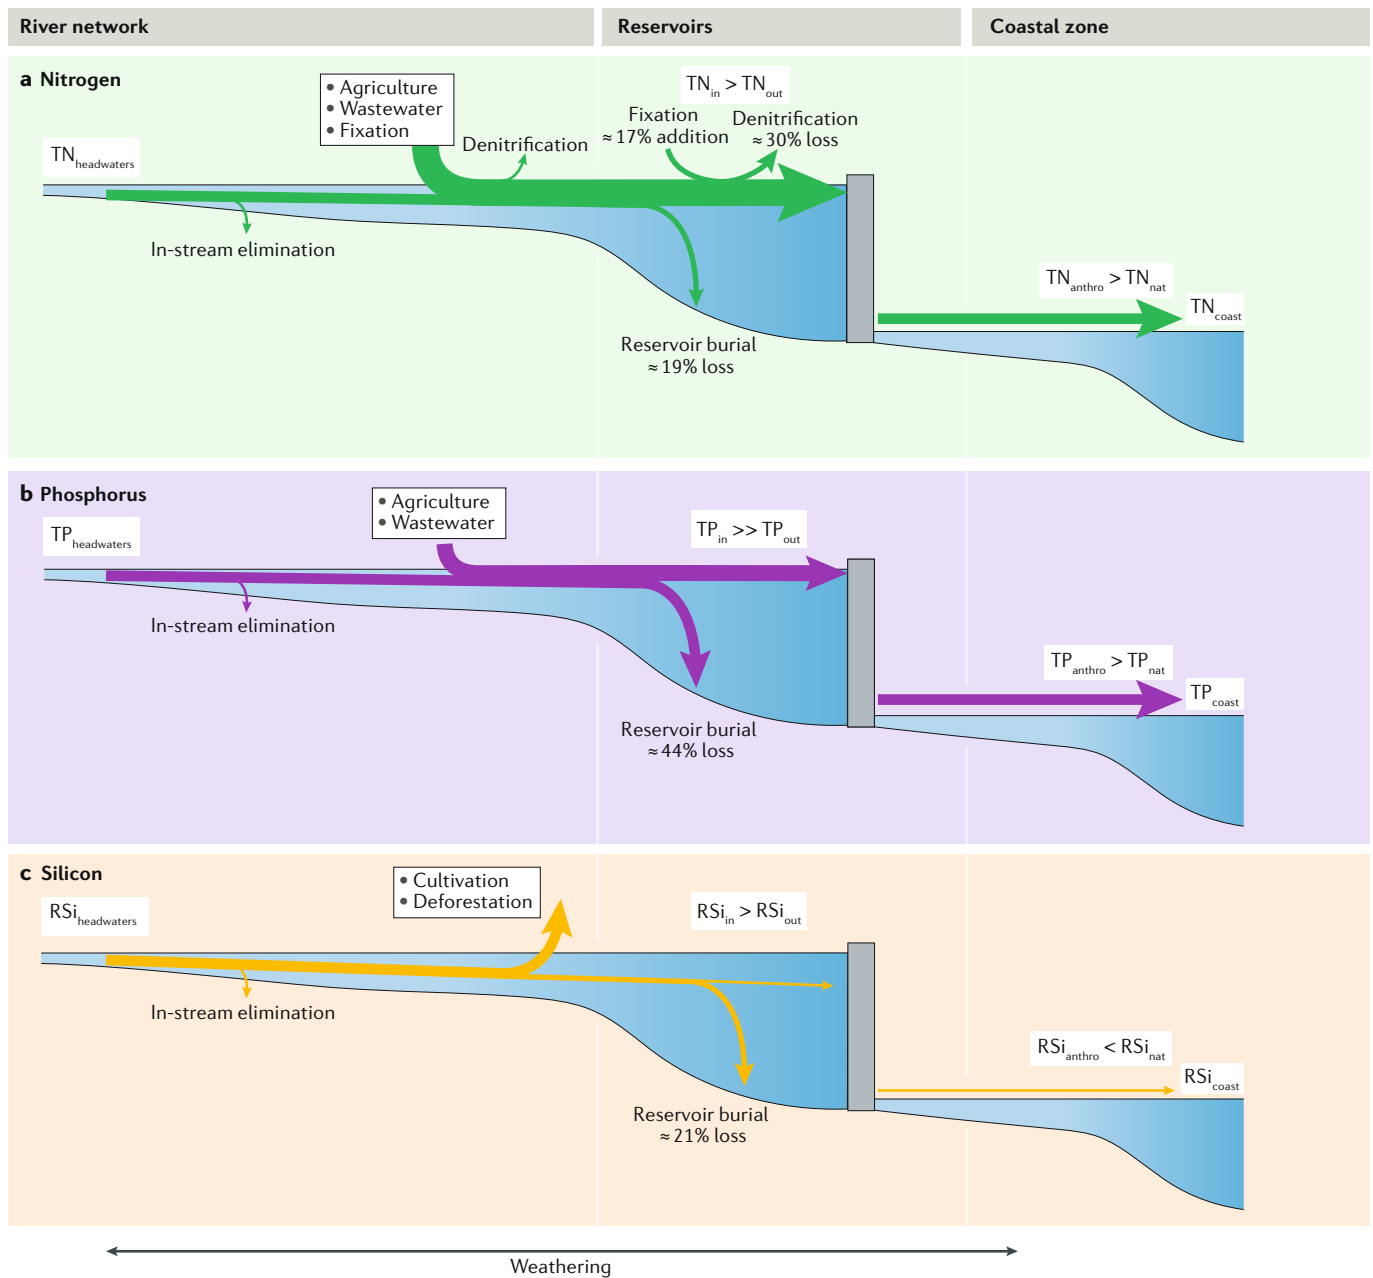 River network
Reservoirs
Coastal zone
a Nitrogen
• Agriculture
• Wastewater
• Fixation
TNheadwaters
Denitrification
TNin > TNout
Fixation
≈ 17% addition
Denitrification
≈ 30% loss
In-stream elimination
Reservoir burial
≈ 19% loss
TNanthro > TNnat
TNcoast
b Phosphorus
• Agriculture
• Wastewater
TPheadwaters
TPin >> TPout
In-stream elimination
Reservoir burial
≈ 44% loss
TPanthro > TPnat
TPcoast
c Silicon
• Cultivation
• Deforestation
RSiheadwaters
RSiin > RSiout
In-stream elimination
Reservoir burial
≈ 21% loss
RSianthro < RSinat
RSicoast
Weathering